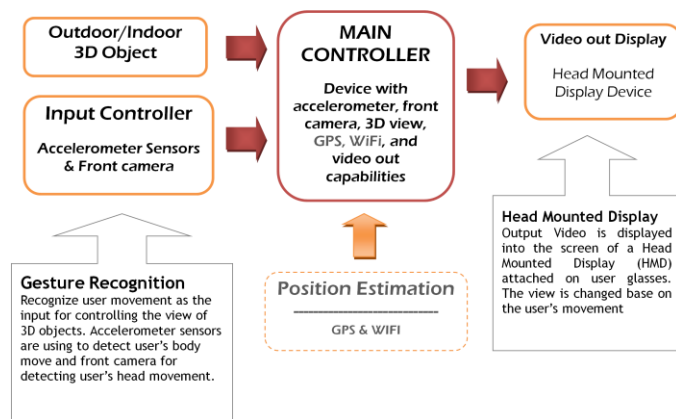 Outdoor/Indoor
3D Object
Input Controller
Accelerometer Sensors
& Front camera
MAIN
CONTROLLER
Device with
accelerometer, front
camera, 3D view,
GPS, WiFi, and
video out
capabilities
Video out Display
Head Mounted
Display Device
Gesture Recognition
Recognize user movement as the
input for controlling the view of
3D objects. Accelerometer sensors
are using to detect user's body
move and front camera for
detecting user's head movement.
Position Estimation
GPS & WIFI
Head Mounted Display
Output Video is displayed
into the screen of a Head
Mounted Display (HMD)
attached on user glasses.
The view is changed base on
the user's movement